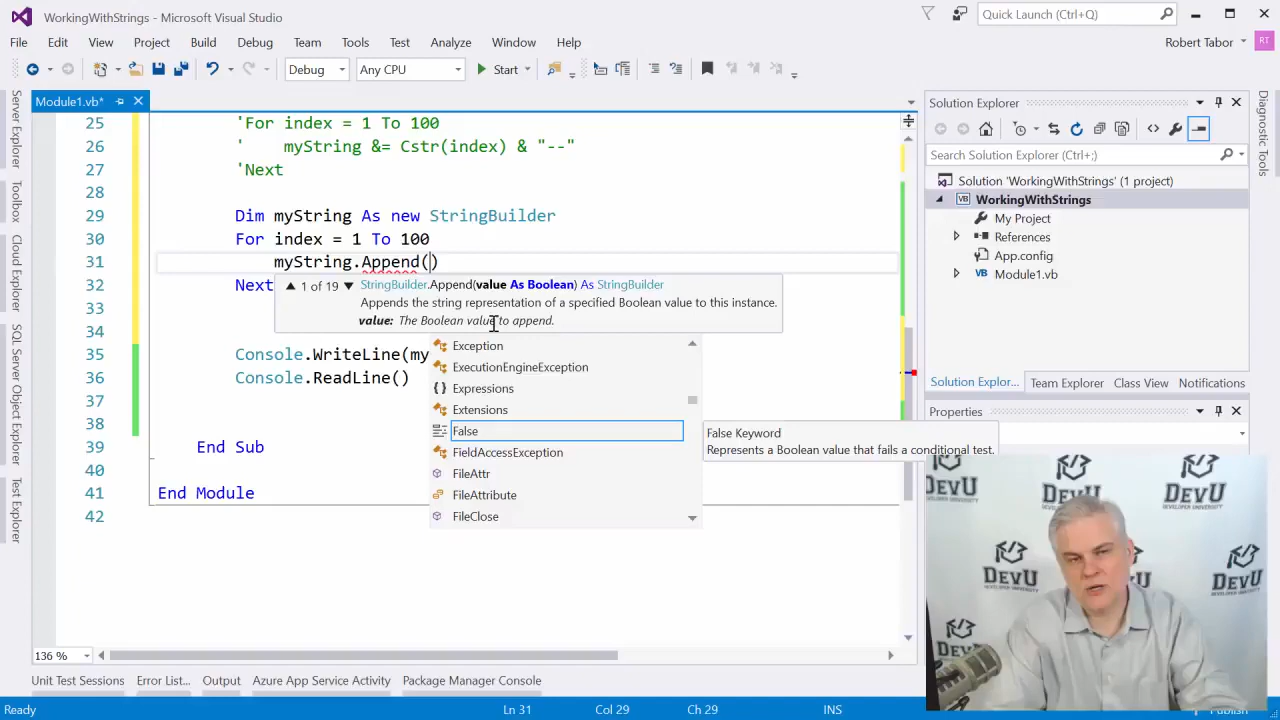 WorkingWithStrings - Microsoft Visual Studio
Quick Launch (Ctrl+Q)
File Edit View Project Build Debug Team Tools Test Analyze Window Help
Robert Tabor RT
Debug Any CPU Start
Server Explorer
Toolbox
Cloud Explorer
SQL Server Object Explorer
Test Explorer
Module1.vb*
25 'For index = 1 To 100
26 '    myString &= Cstr(index) & "--"
27 'Next
28
29 Dim myString As new StringBuilder
30 For index = 1 To 100
31 myString.Append()
32 Next
1 of 19 StringBuilder.Append(value As Boolean) As StringBuilder
Appends the string representation of a specified Boolean value to this instance.
value: The Boolean value to append.
33
34
35 Console.WriteLine(my
36 Console.ReadLine()
37
38
39 End Sub
40
41 End Module
42
Exception
ExecutionEngineException
Expressions
Extensions
False
FieldAccessException
FileAttr
FileAttribute
FileClose
False Keyword
Represents a Boolean value that fails a conditional test.
136 %
Solution Explorer
Search Solution Explorer (Ctrl+;)
Solution 'WorkingWithStrings' (1 project)
VB WorkingWithStrings
My Project
References
App.config
VB Module1.vb
Solution Explor... Team Explorer Class View Notifications
Properties
Diagnostic Tools
DEVU DEVU DEVU
DEVELOPER UNIVERSITY
DEVU DEVU
DEVU
Unit Test Sessions Error List... Output Azure App Service Activity Package Manager Console
Ready Ln 31 Col 29 Ch 29 INS Publish